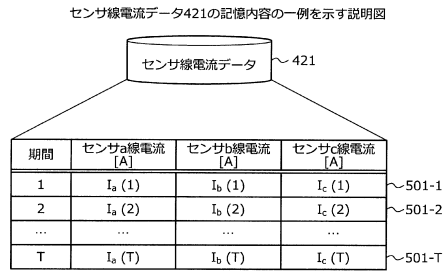 センサ線電流データ421の記憶内容の一例を示す説明図
センサ線電流データ
421
期間 センサa線電流[A] センサb線電流[A] センサc線電流[A]
1 Ia (1) Ib (1) Ic (1) 501-1
2 Ia (2) Ib (2) Ic (2) 501-2
… … … …
T Ia (T) Ib (T) Ic (T) 501-T